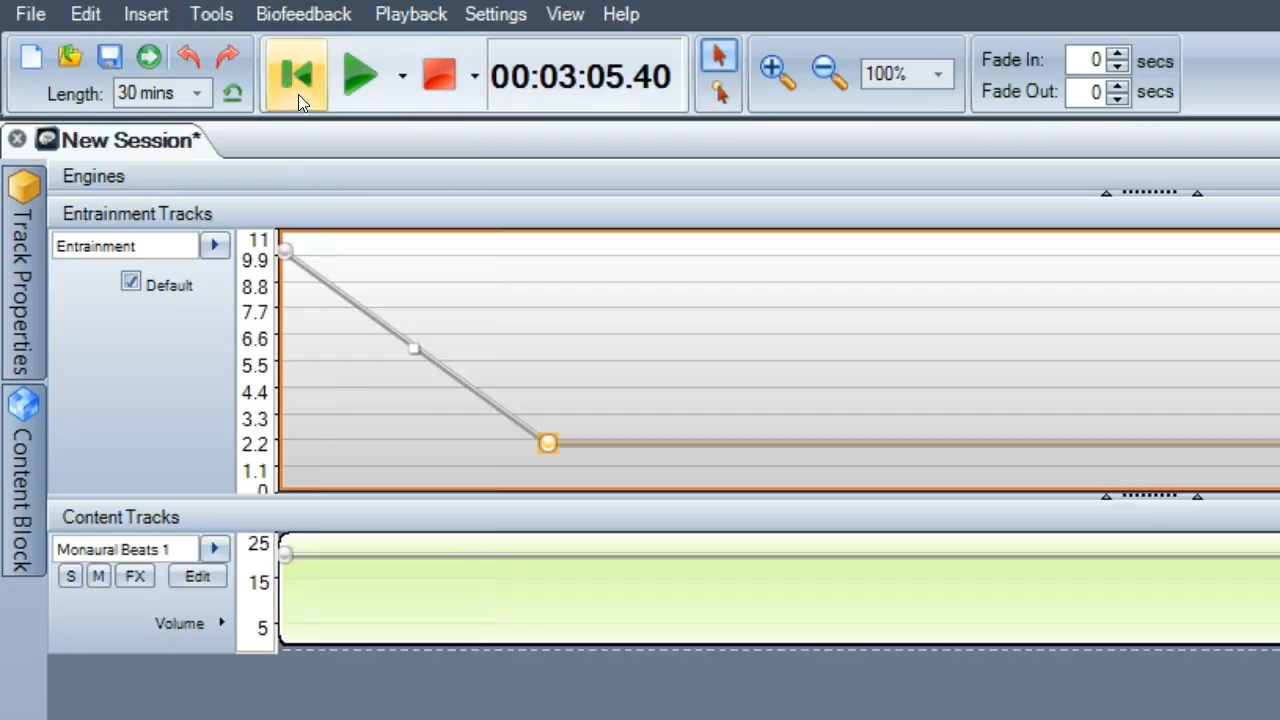 File Edit Insert Tools Biofeedback Playback Settings View Help
Length: 30 mins
00:03:05.40
100%
Fade In: 0 secs
Fade Out: 0 secs
New Session*
Engines
Entrainment Tracks
Track Properties
Content Block
Entrainment
Default
11
9.9
8.8
7.7
6.6
5.5
4.4
3.3
2.2
1.1
0
Content Tracks
Monaural Beats 1
S M FX Edit
Volume
25
15
5